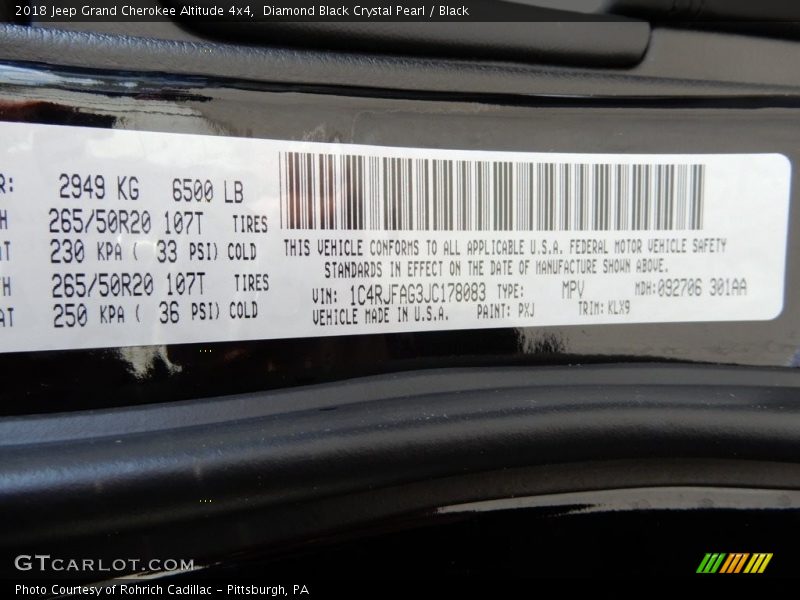 2018 Jeep Grand Cherokee Altitude 4x4, Diamond Black Crystal Pearl / Black
R: 2949 KG 6500 LB
H 265/50R20 107T TIRES
AT 230 KPA ( 33 PSI) COLD
TH 265/50R20 107T TIRES
AT 250 KPA ( 36 PSI) COLD
THIS VEHICLE CONFORMS TO ALL APPLICABLE U.S.A. FEDERAL MOTOR VEHICLE SAFETY
STANDARDS IN EFFECT ON THE DATE OF MANUFACTURE SHOWN ABOVE.
VIN: 1C4RJFAG3JC178083 TYPE: MPV MDH:092706 301AA
VEHICLE MADE IN U.S.A. PAINT: PXJ TRIM: KLX9
GTCARLOT.COM
Photo Courtesy of Rohrich Cadillac - Pittsburgh, PA